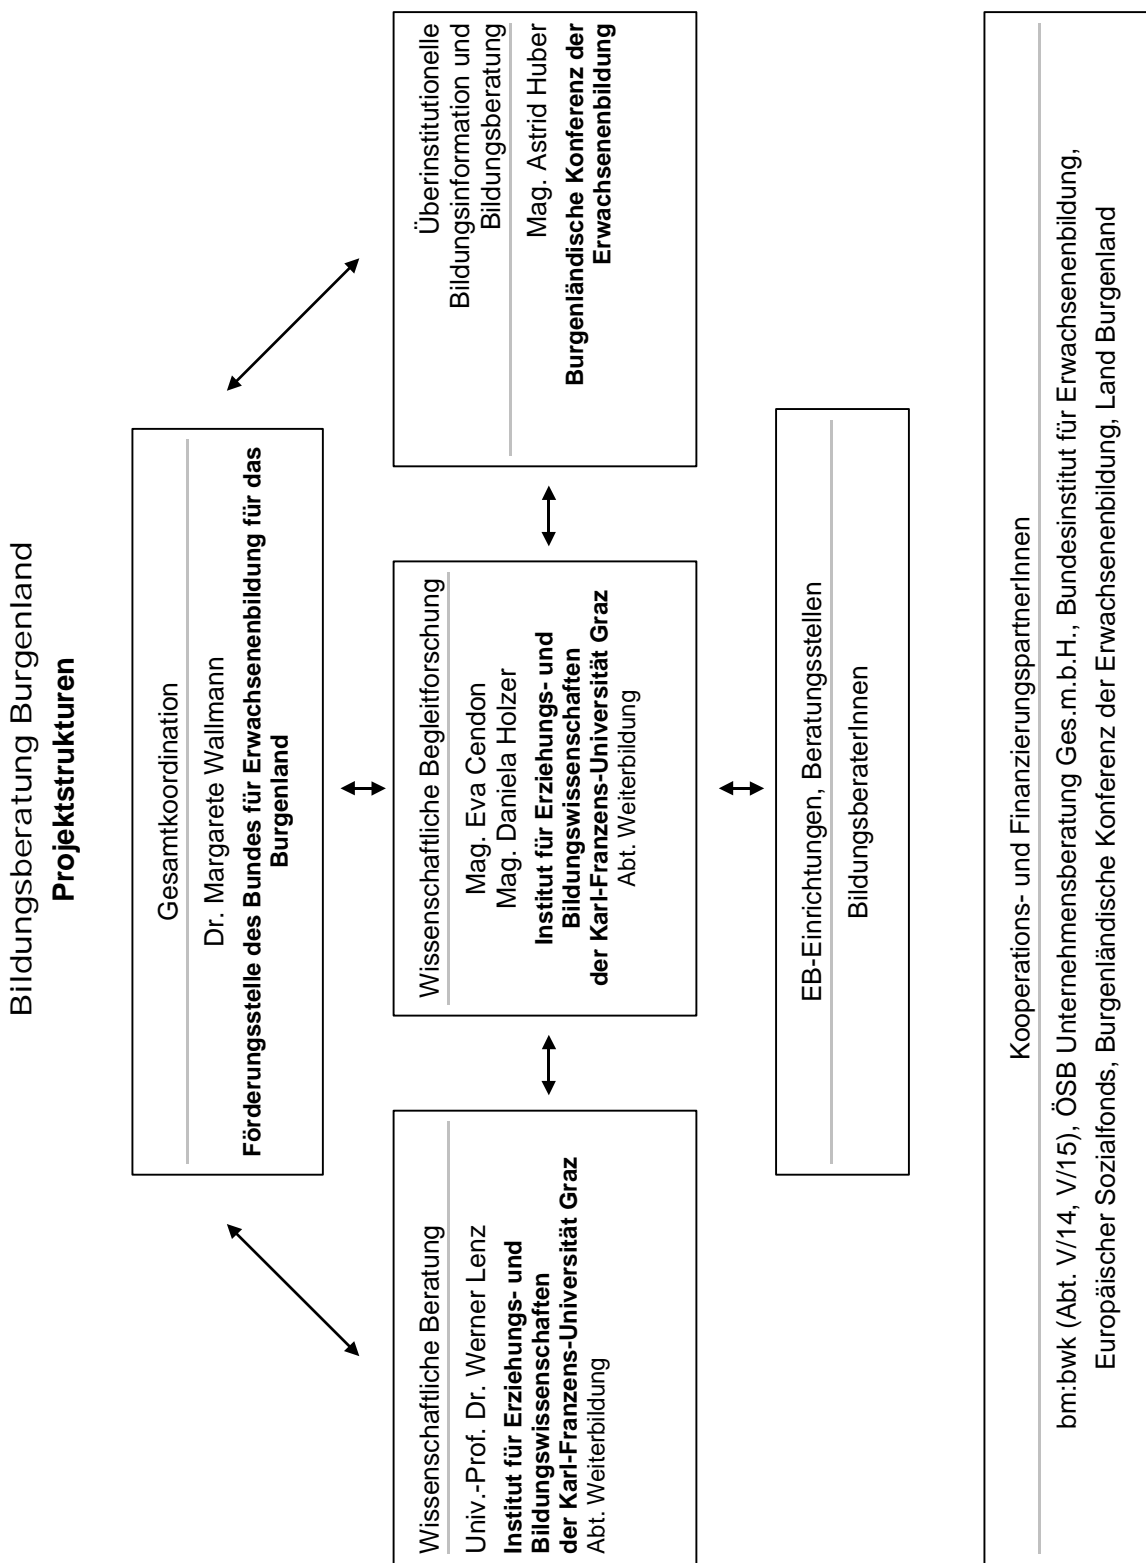 Bildungsberatung Burgenland
Projektstrukturen
Gesamtkoordination
Dr. Margarete Wallmann
Förderungsstelle des Bundes für Erwachsenenbildung für das
Burgenland
Wissenschaftliche Beratung
Univ.-Prof. Dr. Werner Lenz
Institut für Erziehungs- und
Bildungswissenschaften
der Karl-Franzens-Universität Graz
Abt. Weiterbildung
Wissenschaftliche Begleitforschung
Mag. Eva Cendon
Mag. Daniela Holzer
Institut für Erziehungs- und
Bildungswissenschaften
der Karl-Franzens-Universität Graz
Abt. Weiterbildung
Überinstitutionelle
Bildungsinformation und
Bildungsberatung
Mag. Astrid Huber
Burgenländische Konferenz der
Erwachsenenbildung
EB-Einrichtungen, Beratungsstellen
BildungsberaterInnen
Kooperations- und FinanzierungspartnerInnen
bm:bwk (Abt. V/14, V/15), ÖSB Unternehmensberatung Ges.m.b.H., Bundesinstitut für Erwachsenenbildung,
Europäischer Sozialfonds, Burgenländische Konferenz der Erwachsenenbildung, Land Burgenland